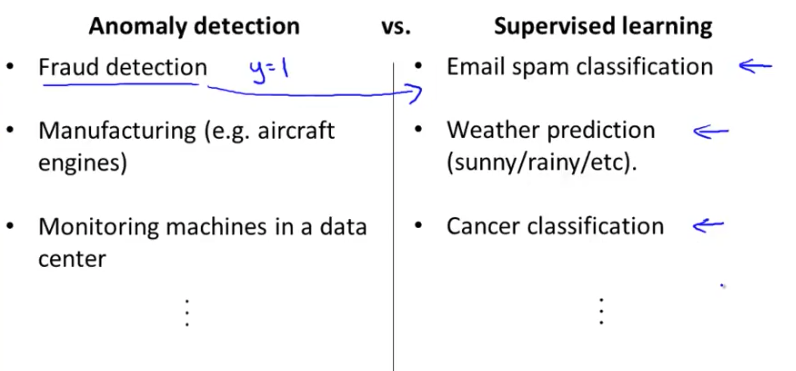 Anomaly detection vs. Supervised learning
• Fraud detection y=1
• Manufacturing (e.g. aircraft
engines)
• Monitoring machines in a data
center
• Email spam classification
• Weather prediction
(sunny/rainy/etc).
• Cancer classification